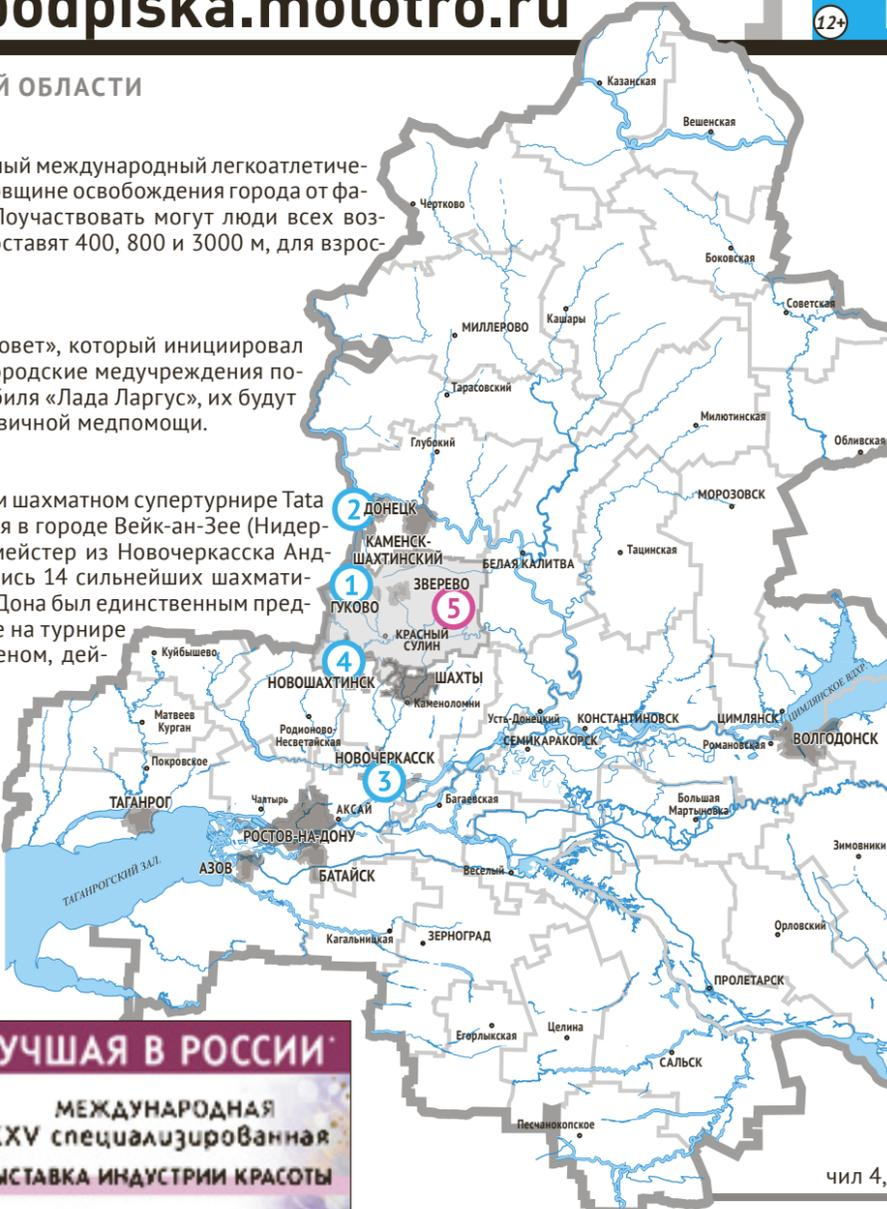 podpiska.molotro.ru
12+
Й ОБЛАСТИ
ный международный легкоатлетиче-
овщине освобождения города от фа-
Поучаствовать могут люди всех воз-
оставят 400, 800 и 3000 м, для взрос-
овет», который инициировал
ородские медучреждения по-
биля «Лада Ларгус», их будут
вичной медпомощи.
м шахматном супертурнире Tata
я в городе Вейк-ан-Зее (Нидер-
мейстер из Новочеркасска Анд-
лись 14 сильнейших шахмати-
Дона был единственным пред-
е на турнире
еном, дей-
Казанская
Вешенская
Чертково
Боковская
Советская
Кашары
МИЛЛЕРОВО
Тарасовский
Милютинская
Глубокий
Обливская
МОРОЗОВСК
2
ДОНЕЦК
КАМЕНСК-
ШАХТИНСКИЙ
Тацинская
БЕЛАЯ КАЛИТВА
1
ЗВЕРЕВО
ГУКОВО
5
КРАСНЫЙ
СУЛИН
Куйбышево
4
НОВОШАХТИНСК
ШАХТЫ
Каменоломни
ЦИМЛЯНСКОЕ ВДХР.
Матвеев
Курган
Родионово-
Несветайская
Усть-Донецкий
КОНСТАНТИНОВСК
ЦИМЛЯНСК
СЕМИКАРАКОРСК
Романовская
ВОЛГОДОНСК
Покровское
НОВОЧЕРКАССК
3
ТАГАНРОГ
Чалтырь
АКСАЙ
Багаевская
Большая
Мартыновка
РОСТОВ-НА-ДОНУ
Зимовники
ТАГАНРОГСКИЙ ЗАЛ.
АЗОВ
БАТАЙСК
Веселый
Кагальницкая
ЗЕРНОГРАД
Орловский
ПРОЛЕТАРСК
Егорлыкская
Целина
САЛЬСК
Песчанокопское
УЧШАЯ В РОССИИ*
МЕЖДУНАРОДНАЯ
XXV специализированная
ЫСТАВКА ИНДУСТРИИ КРАСОТЫ
чил 4,